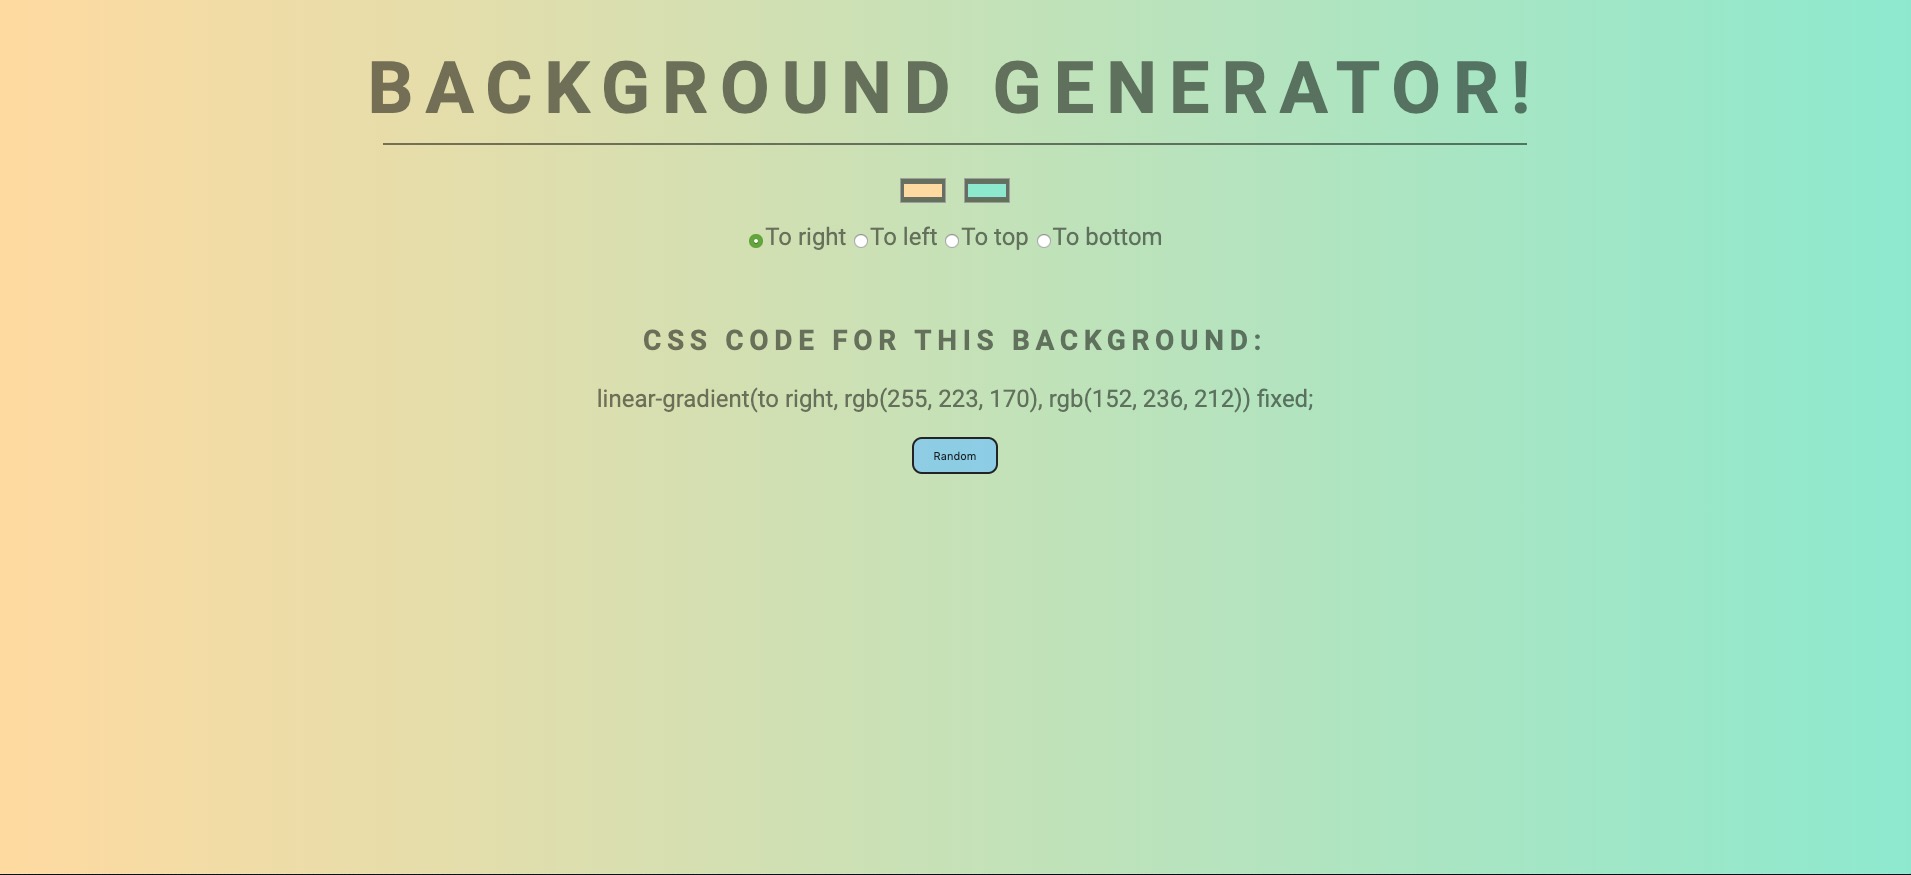 BACKGROUND GENERATOR!
To right To left To top To bottom
CSS CODE FOR THIS BACKGROUND:
linear-gradient(to right, rgb(255, 223, 170), rgb(152, 236, 212)) fixed;
Random